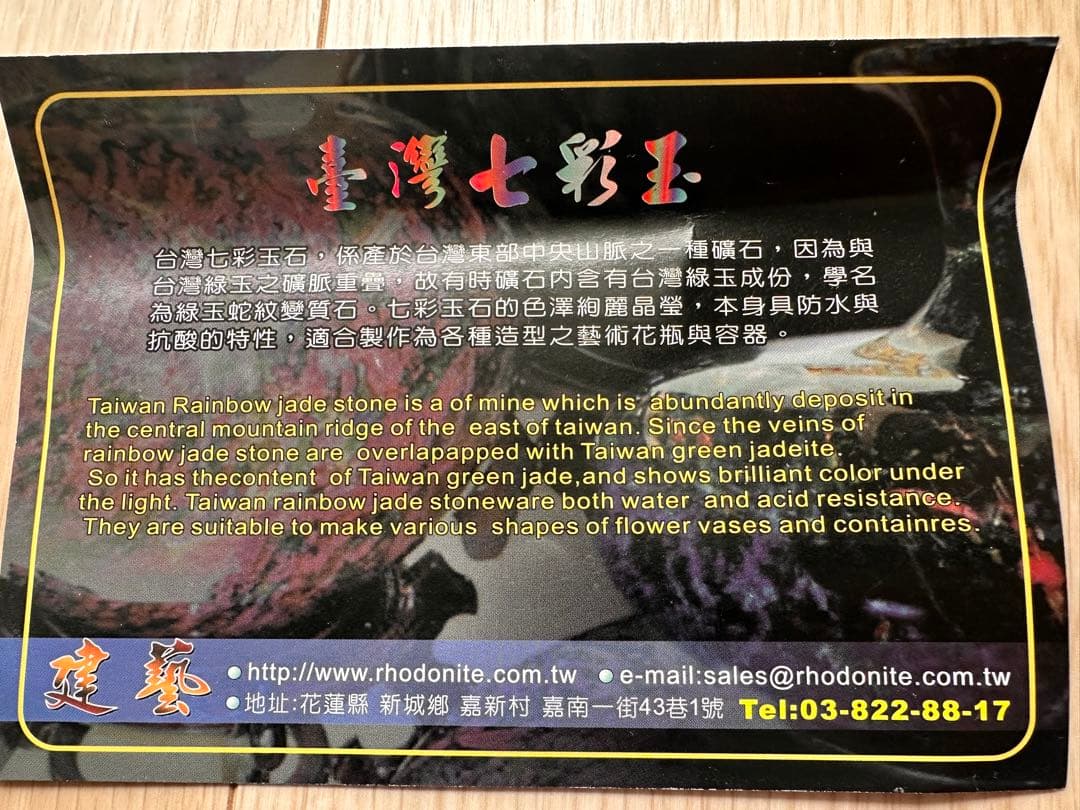 臺灣七彩玉
台灣七彩玉石，係產於台灣東部中央山脈之一種礦石，因為與
台灣綠玉之礦脈重疊，故有時礦石內含有台灣綠玉成份，學名
為綠玉蛇紋變質石。七彩玉石的色澤絢麗晶瑩，本身具防水與
抗酸的特性，適合製作為各種造型之藝術花瓶與容器。
Taiwan Rainbow jade stone is a of mine which is abundantly deposit in
the central mountain ridge of the east of taiwan. Since the veins of
rainbow jade stone are overlapapped with Taiwan green jadeite.
So it has thecontent of Taiwan green jade,and shows brilliant color under
the light. Taiwan rainbow jade stoneware both water and acid resistance.
They are suitable to make various shapes of flower vases and containres.
建藝
●http://www.rhodonite.com.tw ●e-mail:sales@rhodonite.com.tw
●地址:花蓮縣 新城鄉 嘉新村 嘉南一街43巷1號 Tel:03-822-88-17